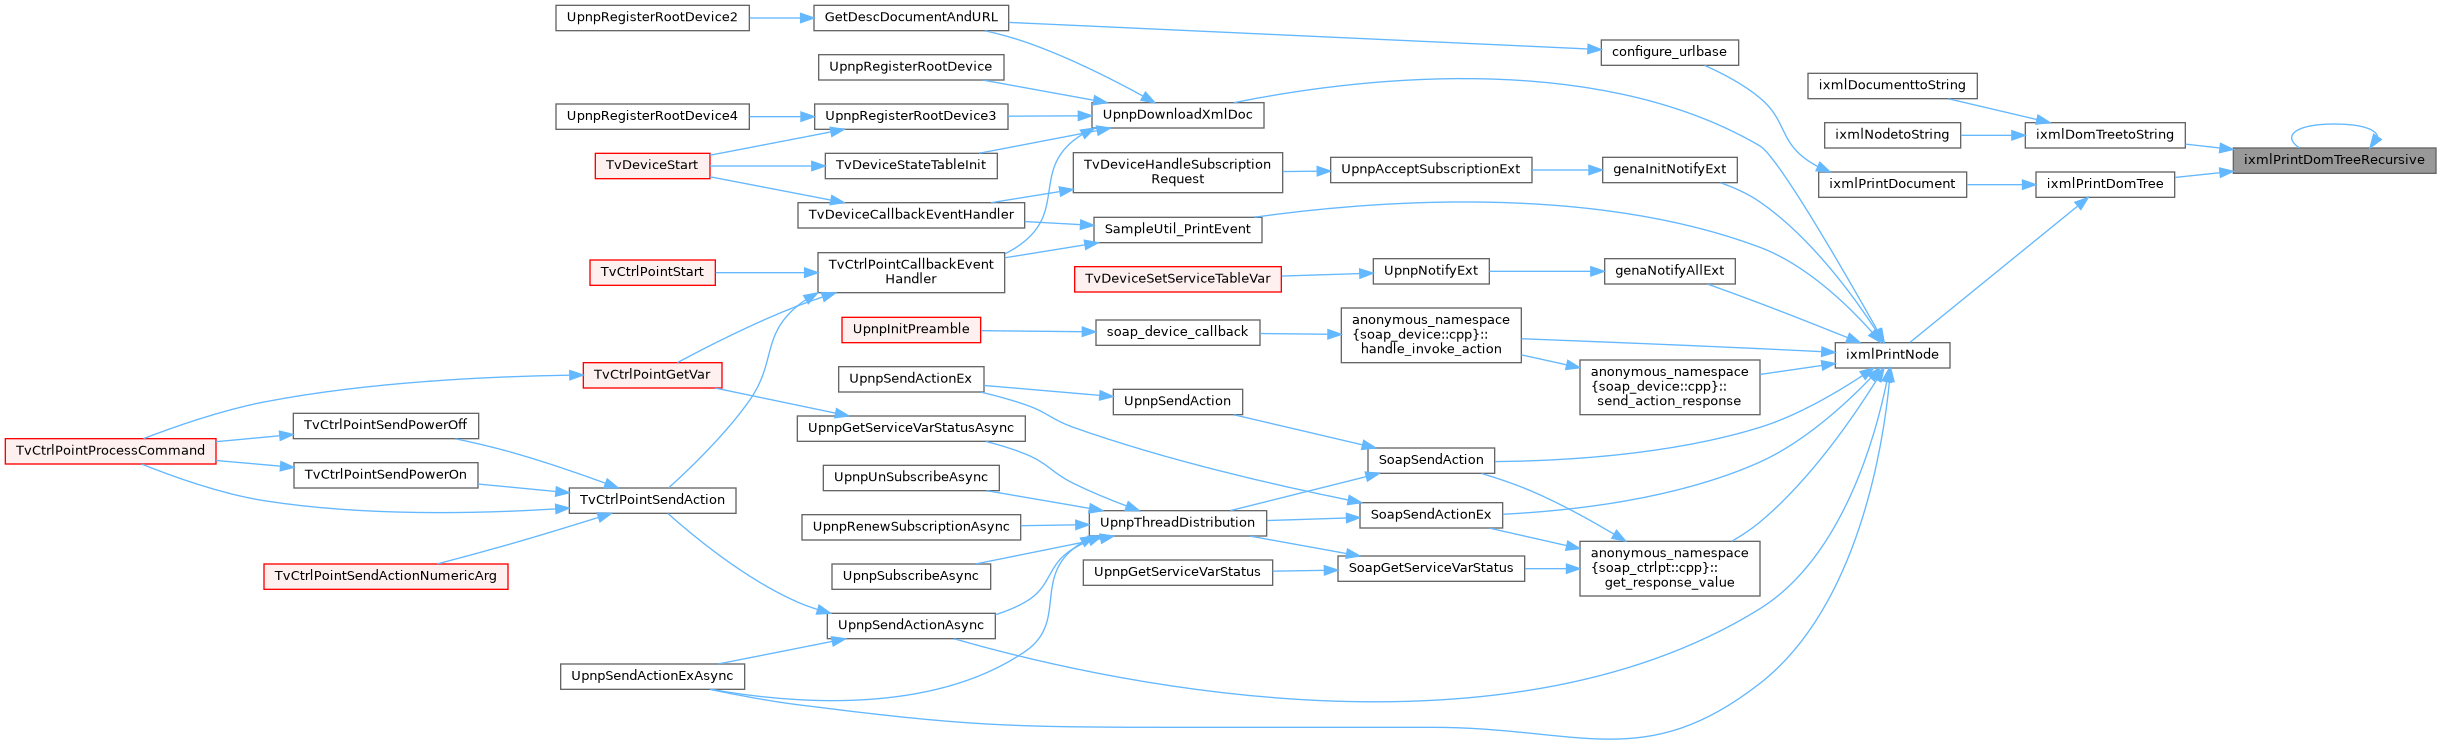 UpnpRegisterRootDevice2
GetDescDocumentAndURL
configure_urlbase
UpnpRegisterRootDevice
ixmlDocumenttoString
UpnpRegisterRootDevice4
UpnpRegisterRootDevice3
UpnpDownloadXmlDoc
ixmlNodetoString
ixmlDomTreetoString
TvDeviceStart
TvDeviceStateTableInit
TvDeviceHandleSubscription
Request
UpnpAcceptSubscriptionExt
genaInitNotifyExt
ixmlPrintDomTreeRecursive
ixmlPrintDocument
ixmlPrintDomTree
TvDeviceCallbackEventHandler
SampleUtil_PrintEvent
TvCtrlPointStart
TvCtrlPointCallbackEvent
Handler
TvDeviceSetServiceTableVar
UpnpNotifyExt
genaNotifyAllExt
UpnpInitPreamble
soap_device_callback
anonymous_namespace
{soap_device::cpp}::
handle_invoke_action
ixmlPrintNode
TvCtrlPointGetVar
UpnpSendActionEx
UpnpSendAction
anonymous_namespace
{soap_device::cpp}::
send_action_response
TvCtrlPointSendPowerOff
UpnpGetServiceVarStatusAsync
TvCtrlPointProcessCommand
SoapSendAction
TvCtrlPointSendPowerOn
UpnpUnSubscribeAsync
TvCtrlPointSendAction
UpnpRenewSubscriptionAsync
UpnpThreadDistribution
SoapSendActionEx
TvCtrlPointSendActionNumericArg
UpnpSubscribeAsync
UpnpGetServiceVarStatus
SoapGetServiceVarStatus
anonymous_namespace
{soap_ctrlpt::cpp}::
get_response_value
UpnpSendActionAsync
UpnpSendActionExAsync